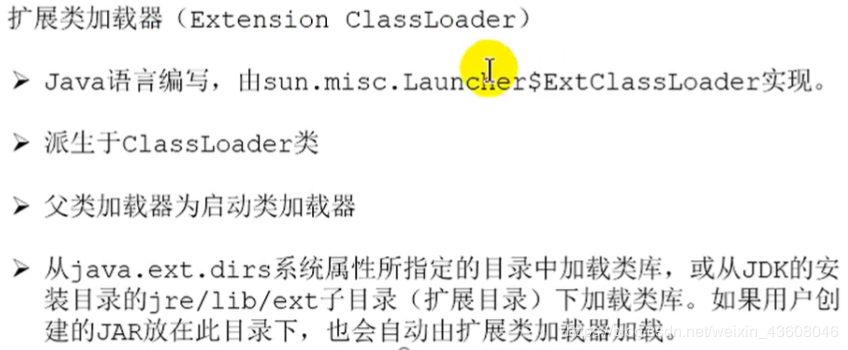 扩展类加载器（Extension ClassLoader）
➤ Java语言编写，由sun.misc.Launcher$ExtClassLoader实现。
➤ 派生于ClassLoader类
➤ 父类加载器为启动类加载器
➤ 从java.ext.dirs系统属性所指定的目录中加载类库，或从JDK的安
装目录的jre/lib/ext子目录（扩展目录）下加载类库。如果用户创
建的JAR放在此目录下，也会自动由扩展类加载器加载。
net/weixin_43608046